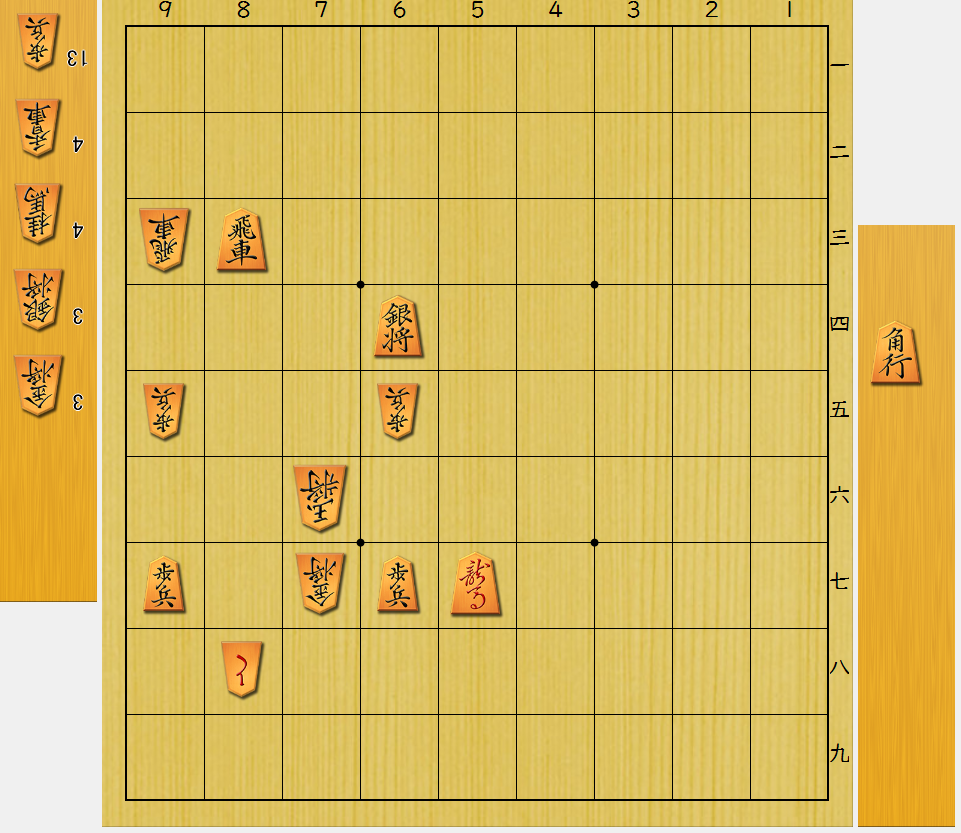 9 8 7 6 5 4 3 2 1
歩兵 13
香車 4
桂馬 4
銀将 3
金将 3
一
二
飛車 飛車 三
銀将 四
角行
歩兵 歩兵 五
玉将 六
歩兵 金将 歩兵 龍馬 七
と 八
九